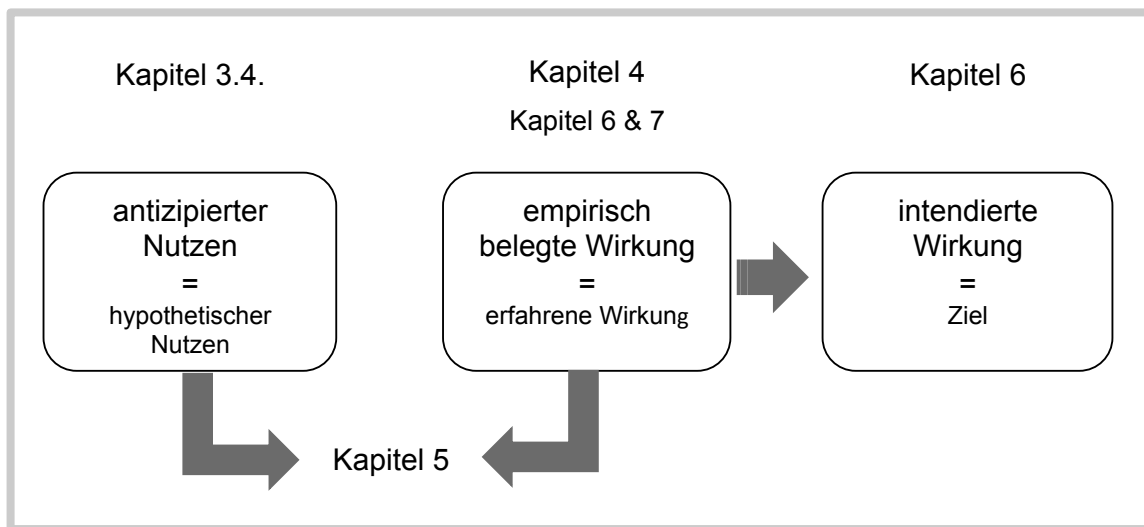 Kapitel 3.4.
Kapitel 4
Kapitel 6 & 7
Kapitel 6
antizipierter
Nutzen
=
hypothetischer
Nutzen
empirisch
belegte Wirkung
=
erfahrene Wirkung
intendierte
Wirkung
=
Ziel
Kapitel 5